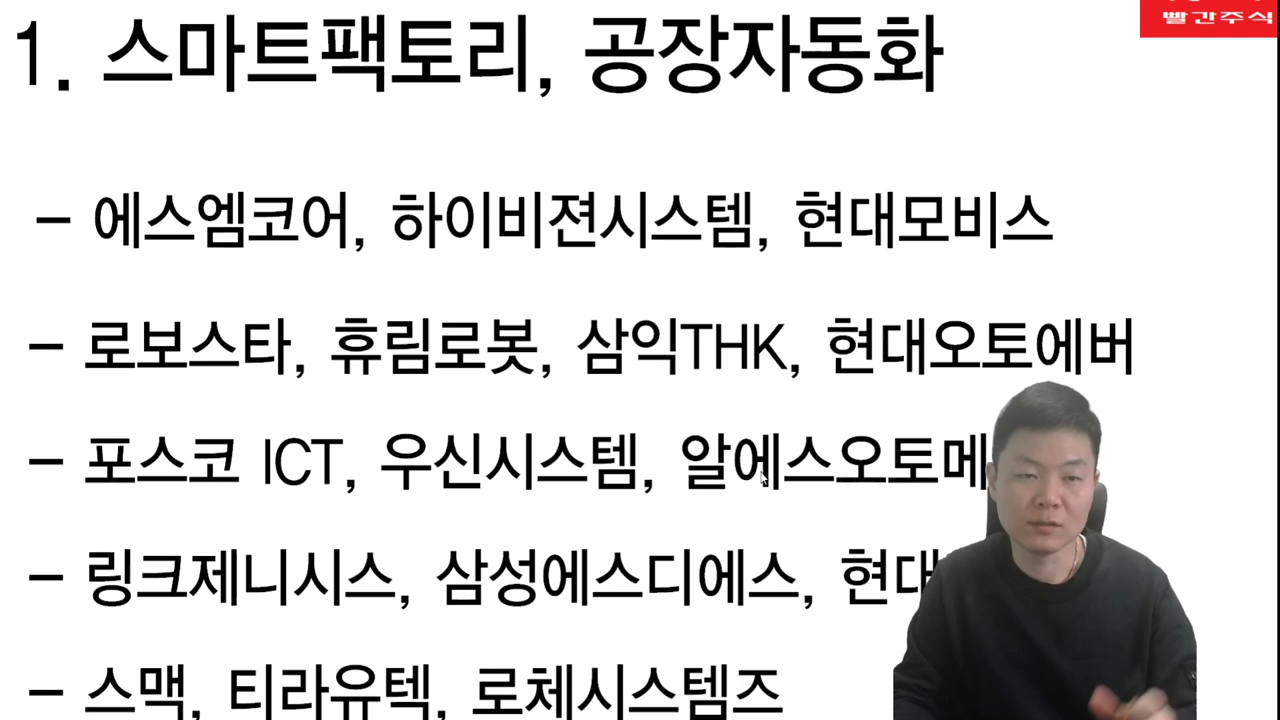 빨간주식
1. 스마트팩토리, 공장자동화
- 에스엠코어, 하이비젼시스템, 현대모비스
- 로보스타, 휴림로봇, 삼익THK, 현대오토에버
- 포스코 ICT, 우신시스템, 알에스오토메
- 링크제니시스, 삼성에스디에스, 현대
- 스맥, 티라유텍, 로체시스템즈